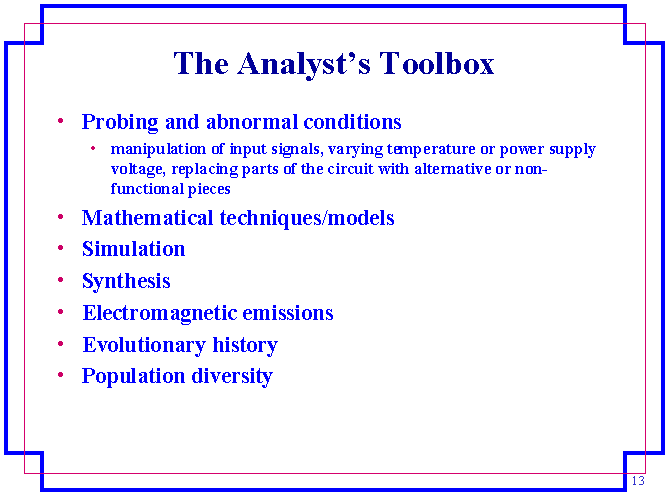 The Analyst's Toolbox
• Probing and abnormal conditions
• manipulation of input signals, varying temperature or power supply
voltage, replacing parts of the circuit with alternative or non-
functional pieces
• Mathematical techniques/models
• Simulation
• Synthesis
• Electromagnetic emissions
• Evolutionary history
• Population diversity
13